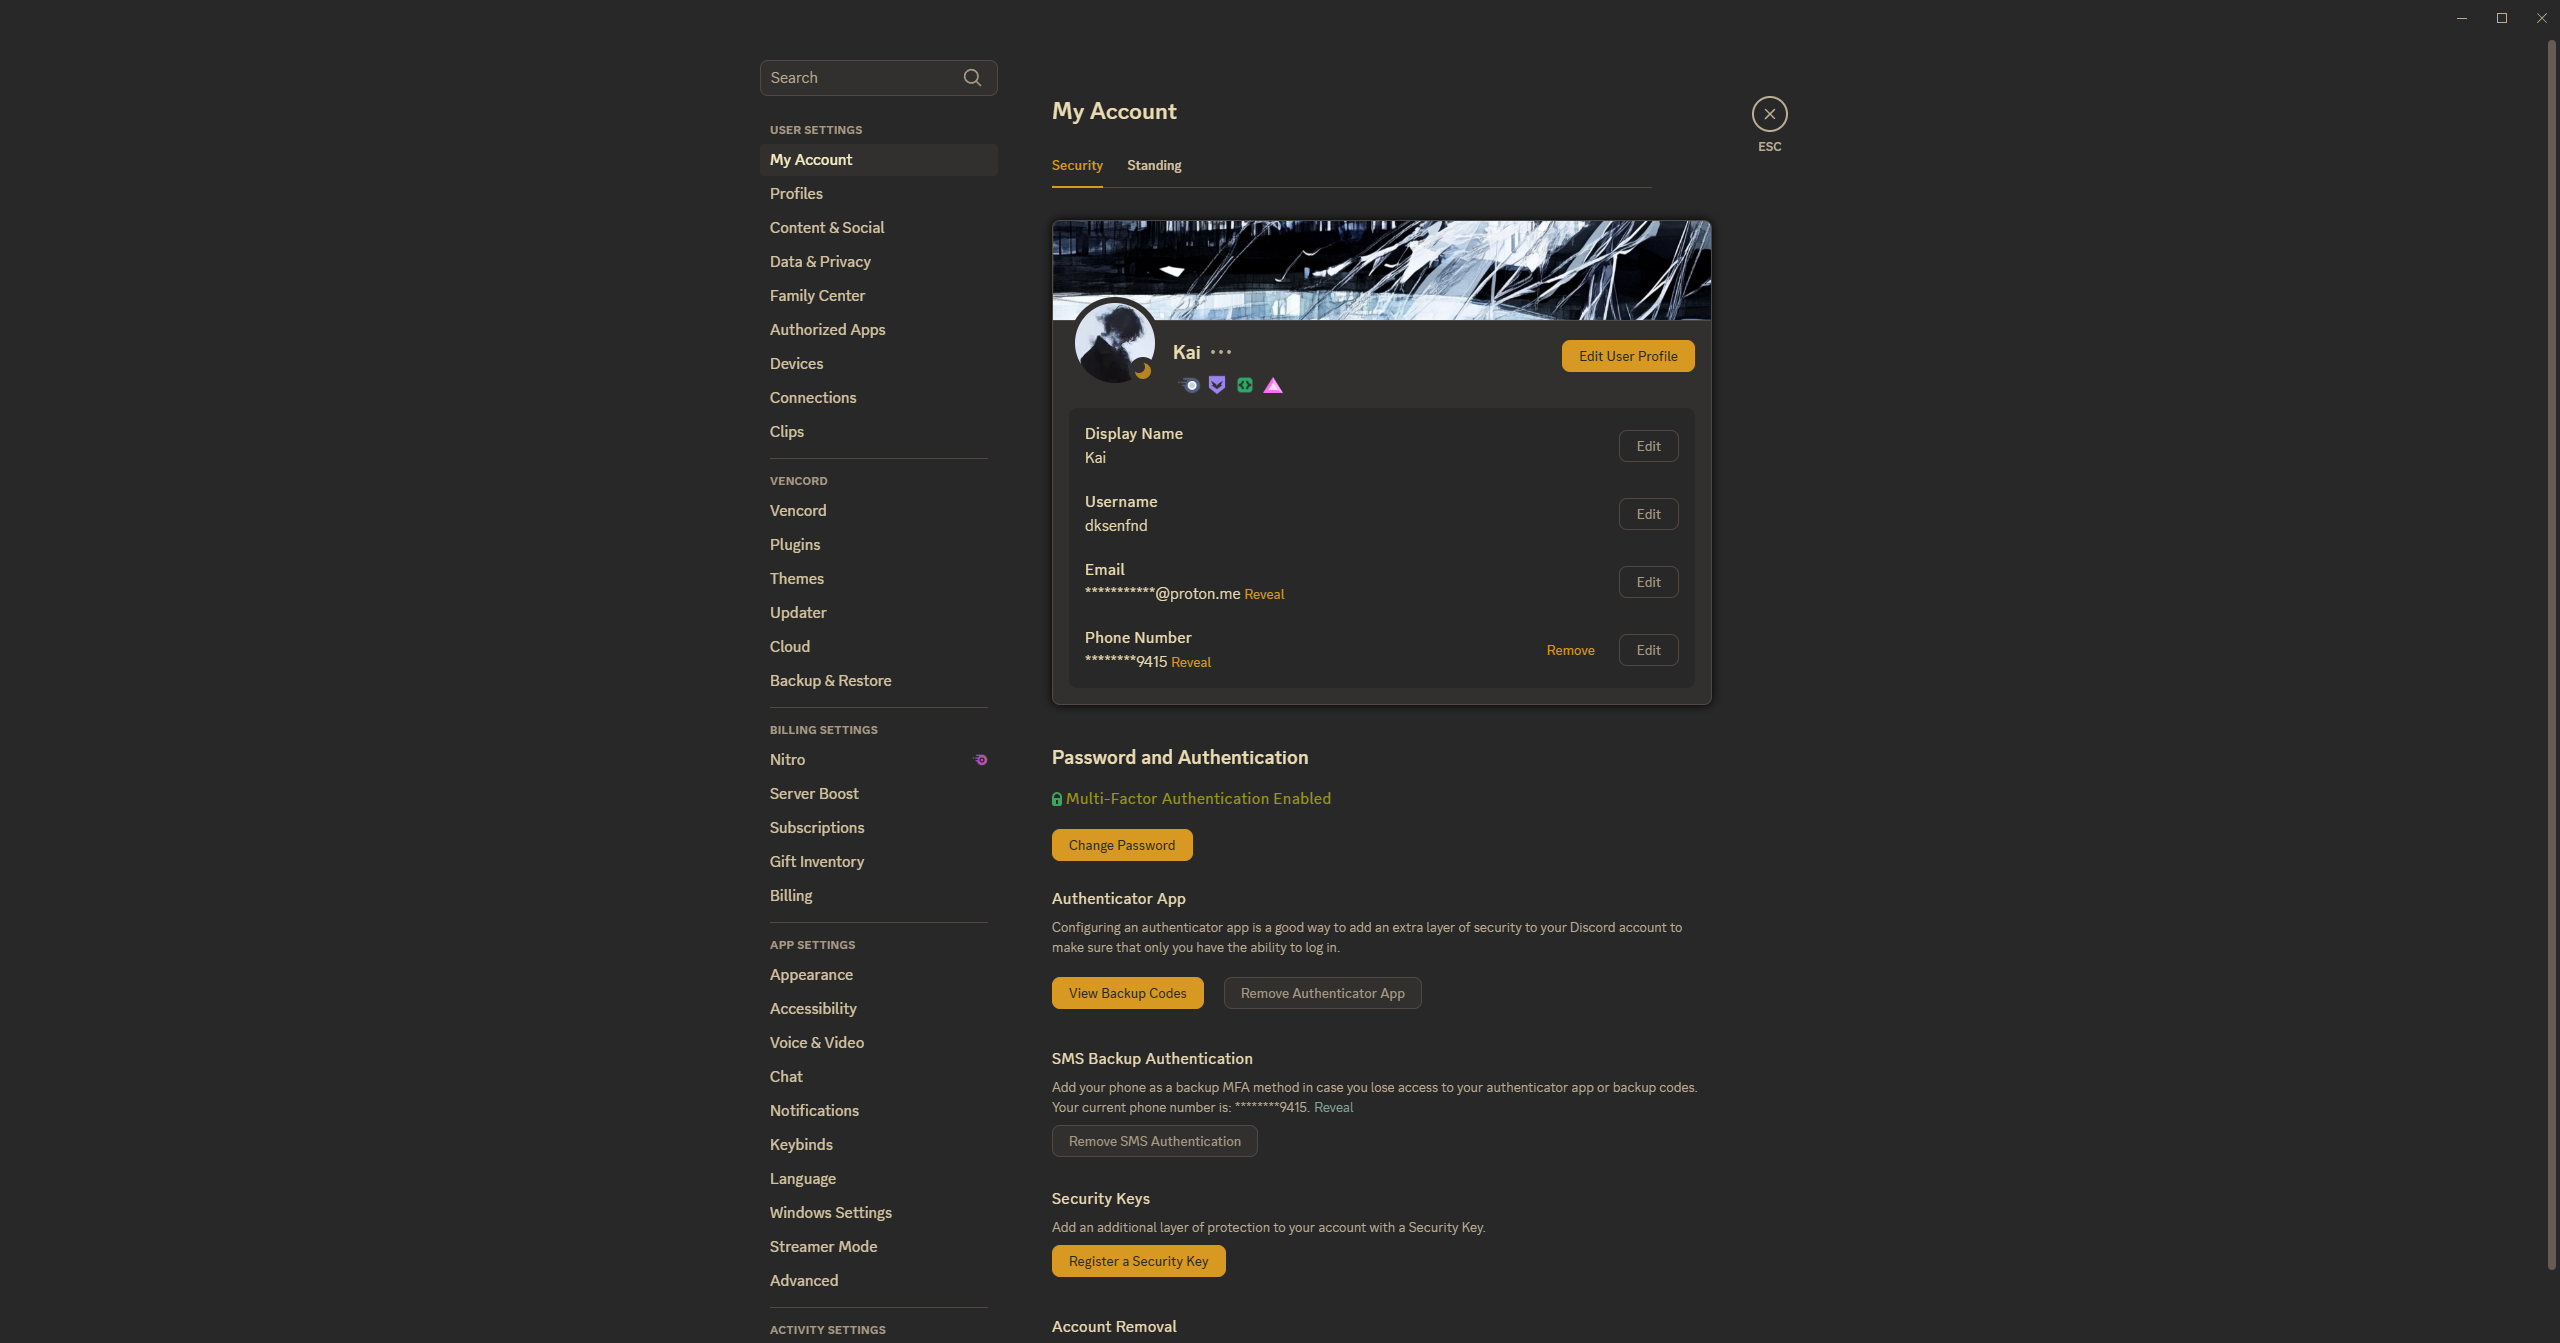 Search
USER SETTINGS
My Account
Profiles
Content & Social
Data & Privacy
Family Center
Authorized Apps
Devices
Connections
Clips
VENCORD
Vencord
Plugins
Themes
Updater
Cloud
Backup & Restore
BILLING SETTINGS
Nitro
Server Boost
Subscriptions
Gift Inventory
Billing
APP SETTINGS
Appearance
Accessibility
Voice & Video
Chat
Notifications
Keybinds
Language
Windows Settings
Streamer Mode
Advanced
ACTIVITY SETTINGS
My Account
ESC
Security Standing
Kai
Edit User Profile
Display Name
Kai
Edit
Username
dksenfnd
Edit
Email
***********@proton.me Reveal
Edit
Phone Number
********9415 Reveal
Remove Edit
Password and Authentication
Multi-Factor Authentication Enabled
Change Password
Authenticator App
Configuring an authenticator app is a good way to add an extra layer of security to your Discord account to
make sure that only you have the ability to log in.
View Backup Codes Remove Authenticator App
SMS Backup Authentication
Add your phone as a backup MFA method in case you lose access to your authenticator app or backup codes.
Your current phone number is: ********9415. Reveal
Remove SMS Authentication
Security Keys
Add an additional layer of protection to your account with a Security Key.
Register a Security Key
Account Removal